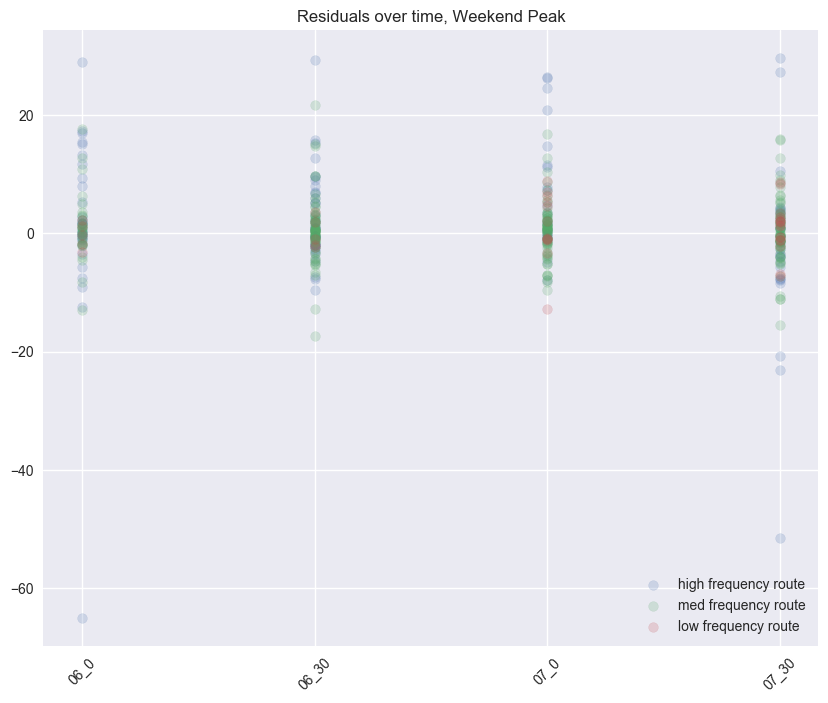 Residuals over time, Weekend Peak
20
0
−20
−40
−60
high frequency route
med frequency route
low frequency route
06_0
06_30
07_0
07_30